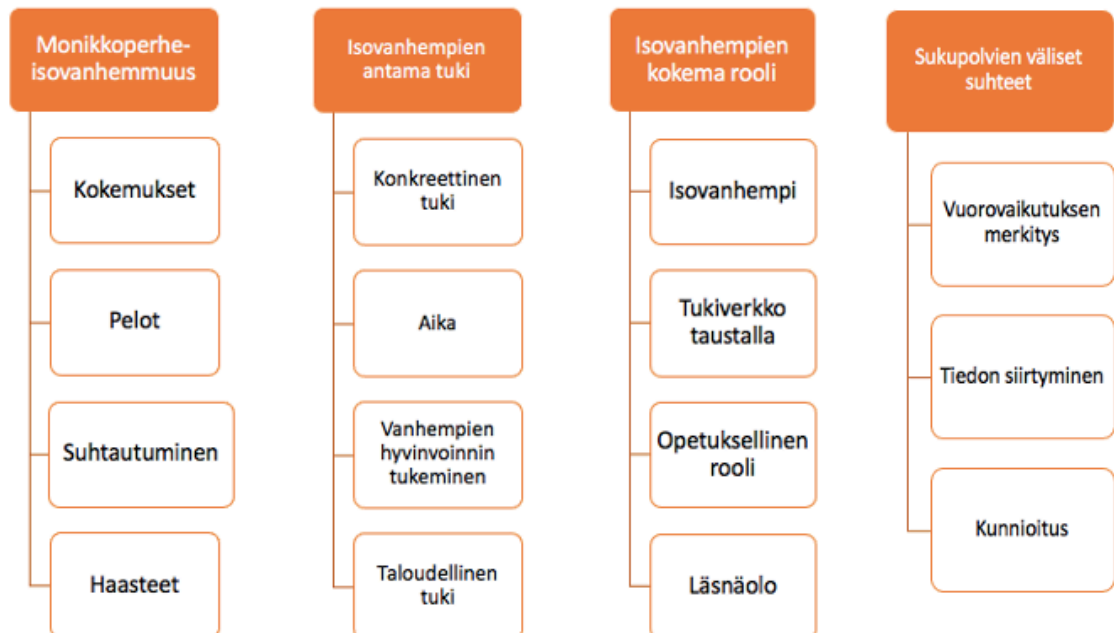 Monikkoperhe-
isovanhemmuus
Kokemukset
Pelot
Suhtautuminen
Haasteet
Isovanhempien
antama tuki
Konkreettinen
tuki
Aika
Vanhempien
hyvinvoinnin
tukeminen
Taloudellinen
tuki
Isovanhempien
kokema rooli
Isovanhempi
Tukiverkko
taustalla
Opetuksellinen
rooli
Läsnäolo
Sukupolvien väliset
suhteet
Vuorovaikutuksen
merkitys
Tiedon siirtyminen
Kunnioitus